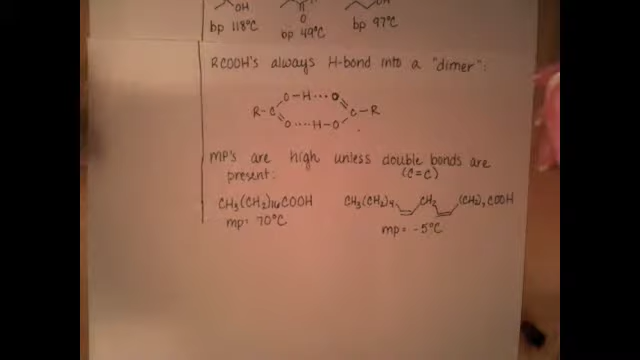 OH
O
bp 118°C bp 49°C bp 97°C
RCOOH's always H-bond into a "dimer":
O-H····O
R-C C-R
O····H-O
MP's are high unless double bonds are
(C=C)
present:
CH₃(CH₂)₁₆COOH CH₃(CH₂)₄ CH₂ (CH₂)₇COOH
mp= 70°C mp= -5°C